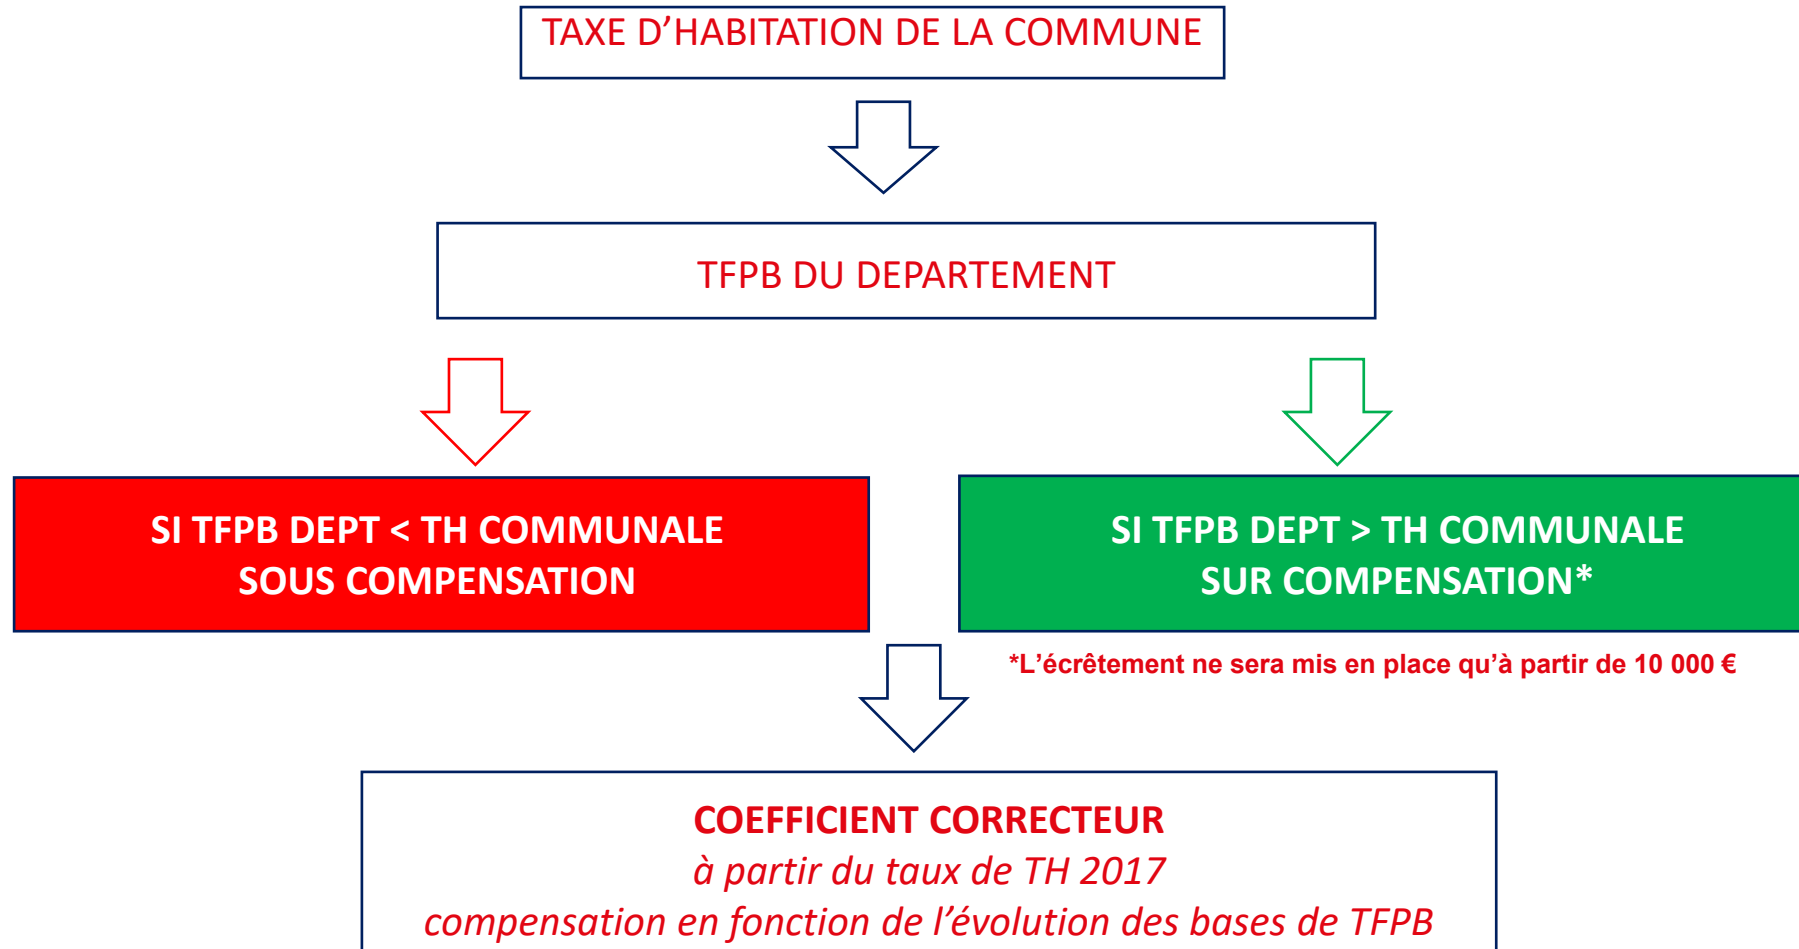 TAXE D’HABITATION DE LA COMMUNE
TFPB DU DEPARTEMENT
SI TFPB DEPT < TH COMMUNALE
SOUS COMPENSATION
SI TFPB DEPT > TH COMMUNALE
SUR COMPENSATION*
*L’écrêtement ne sera mis en place qu’à partir de 10 000 €
COEFFICIENT CORRECTEUR
à partir du taux de TH 2017
compensation en fonction de l’évolution des bases de TFPB